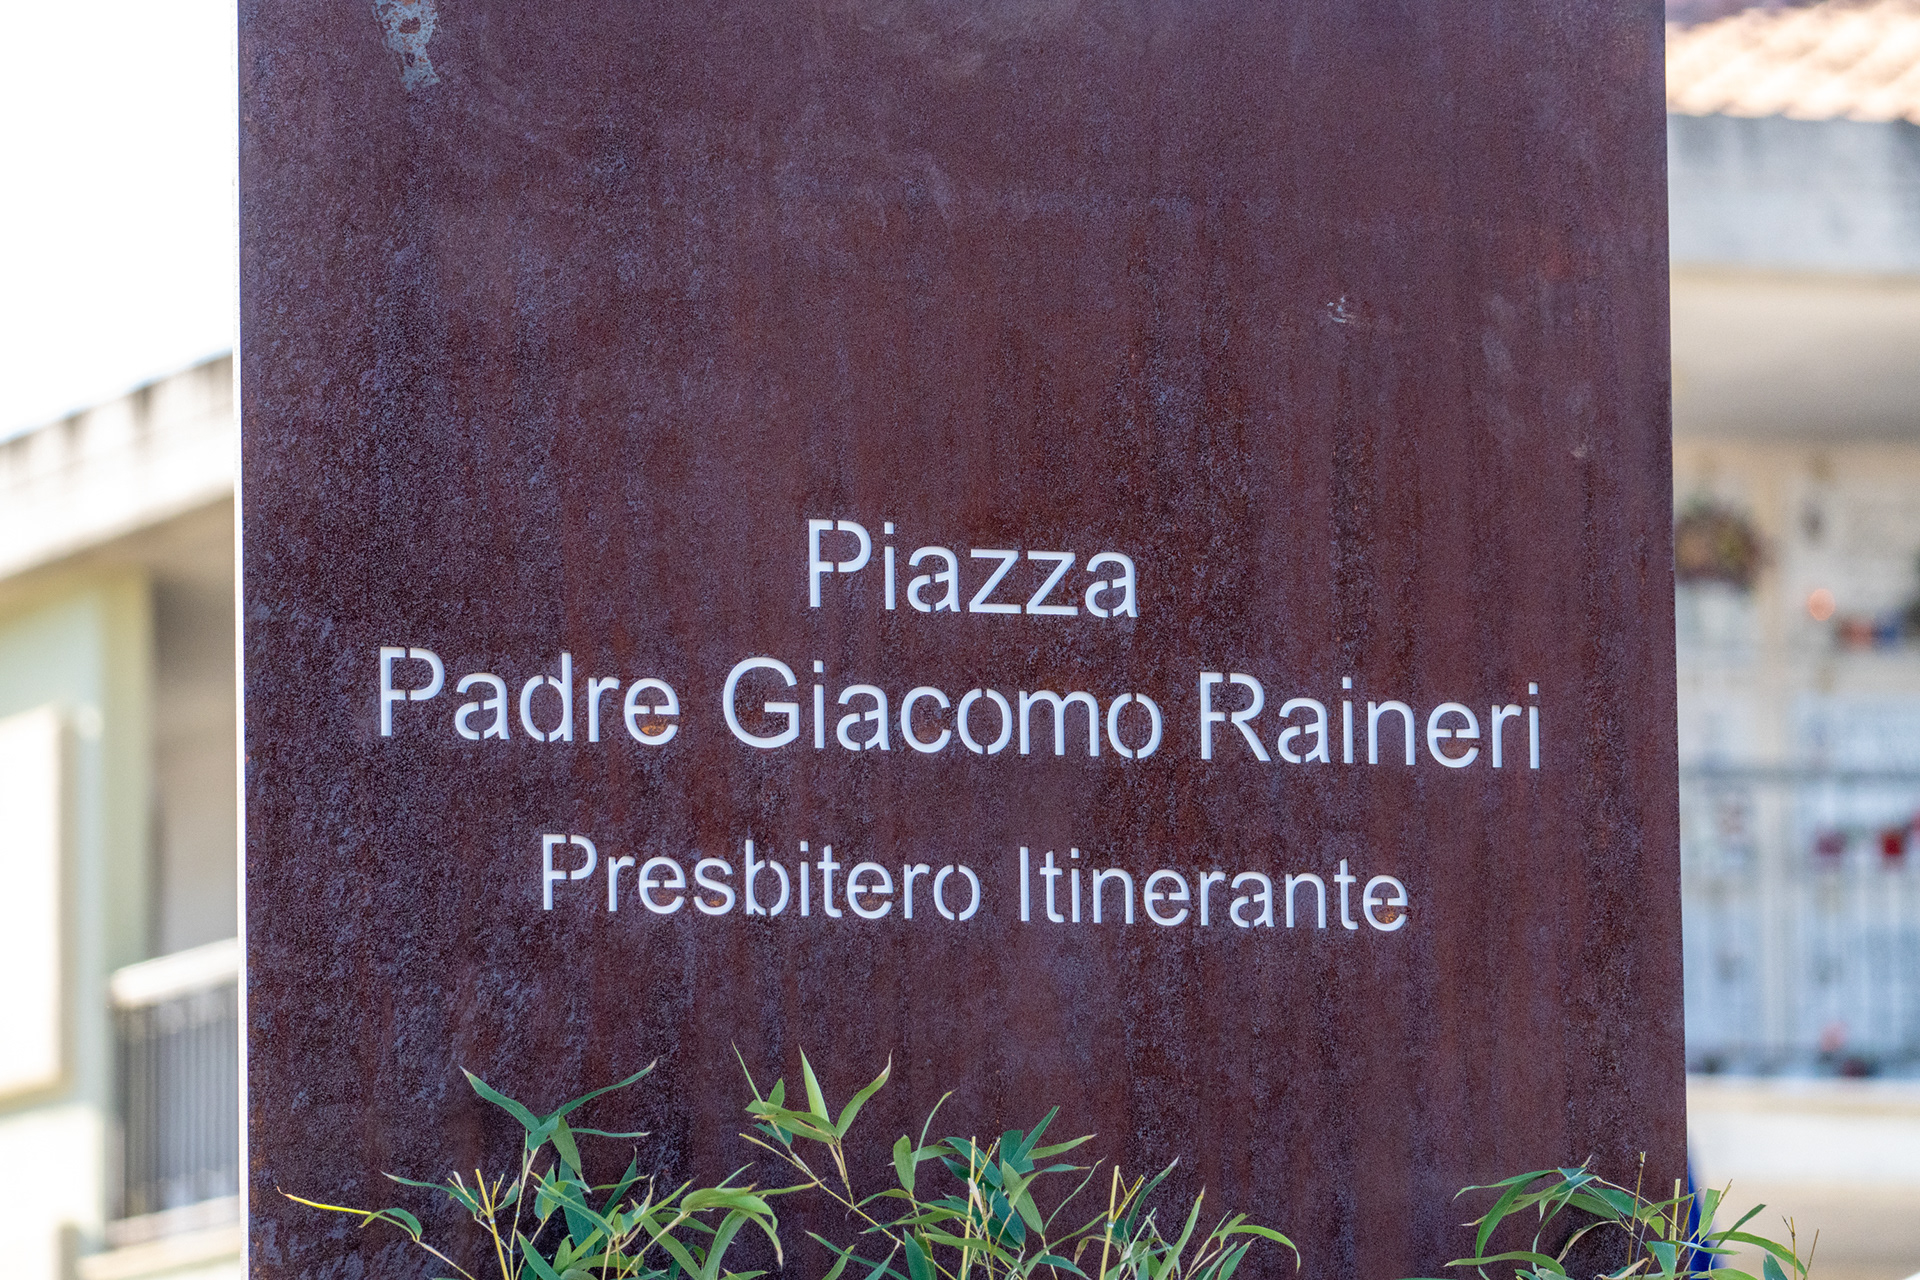 Piazza
Padre Giacomo Raineri
Presbitero Itinerante